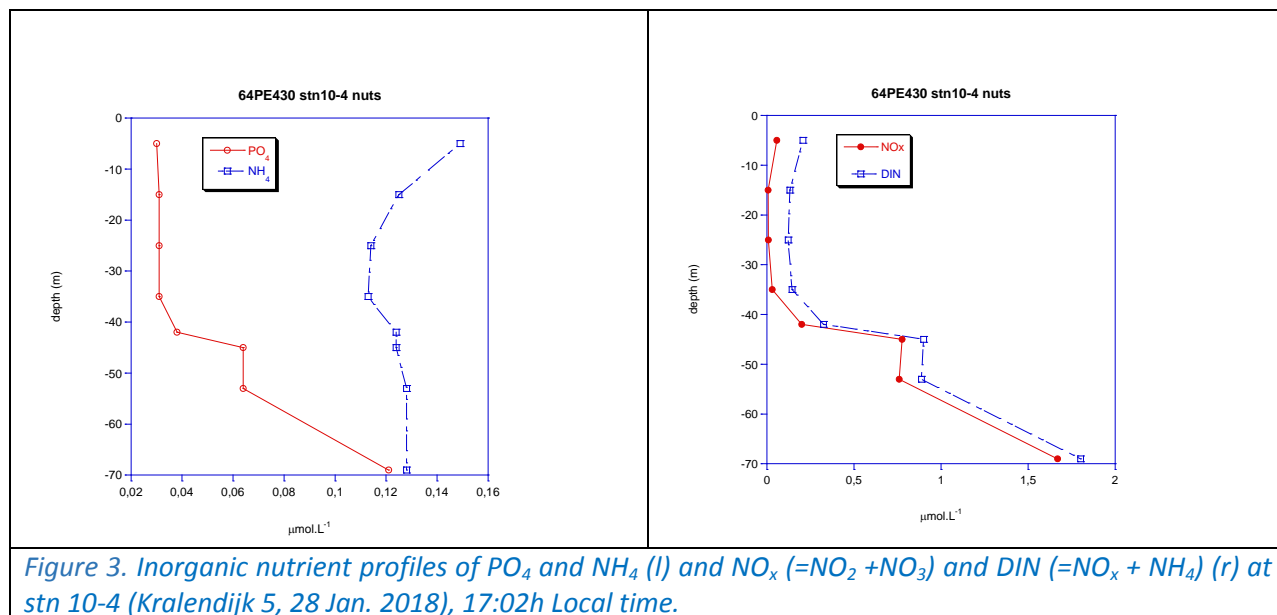 64PE430 stn10-4 nuts
0
-10
-20
-30
-40
-50
-60
-70
depth (m)
PO4
NH4
0,02 0,04 0,06 0,08 0,1 0,12 0,14 0,16
µmol.L-1
64PE430 stn10-4 nuts
0
-10
-20
-30
-40
-50
-60
-70
depth (m)
NOx
DIN
0 0,5 1 1,5 2
µmol.L-1
Figure 3. Inorganic nutrient profiles of PO4 and NH4 (l) and NOx (=NO2 +NO3) and DIN (=NOx + NH4) (r) at
stn 10-4 (Kralendijk 5, 28 Jan. 2018), 17:02h Local time.